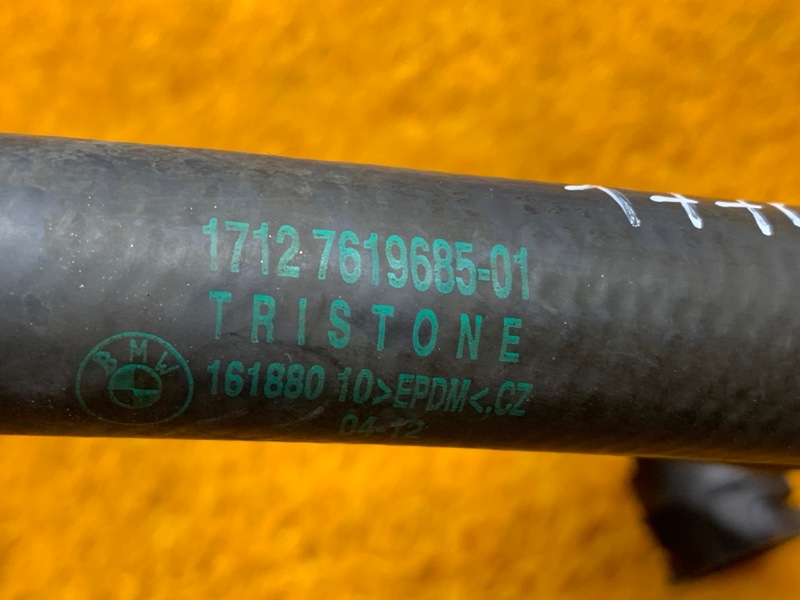 1712 7619685-01
TRISTONE
BMW
161880 10>EPDM<,CZ
04-12